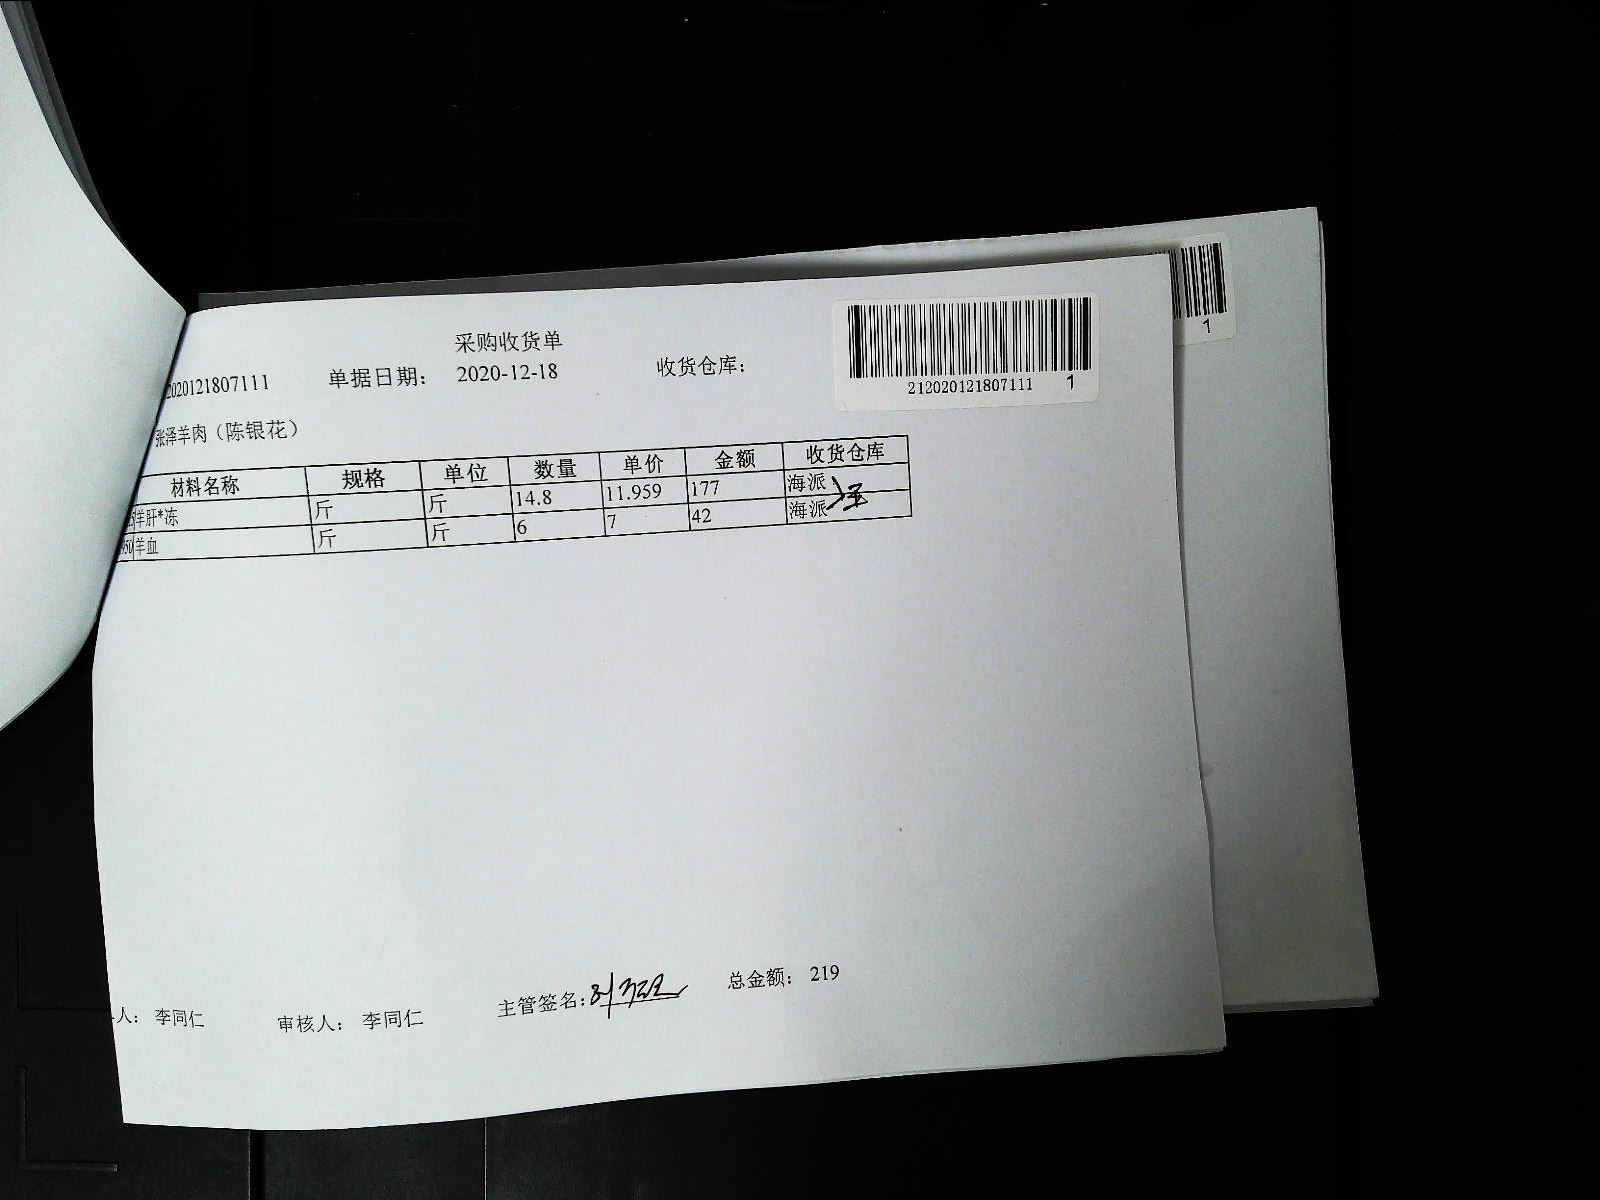 采购收货单
2020121807111 单据日期： 2020-12-18 收货仓库：
212020121807111 1
1
张泽羊肉（陈银花）
材料名称 规格 单位 数量 单价 金额 收货仓库
羊肝*冻 斤 斤 14.8 11.959 177 海派
羊血 斤 斤 6 7 42 海派
人： 李同仁 审核人： 李同仁 主管签名： 总金额： 219